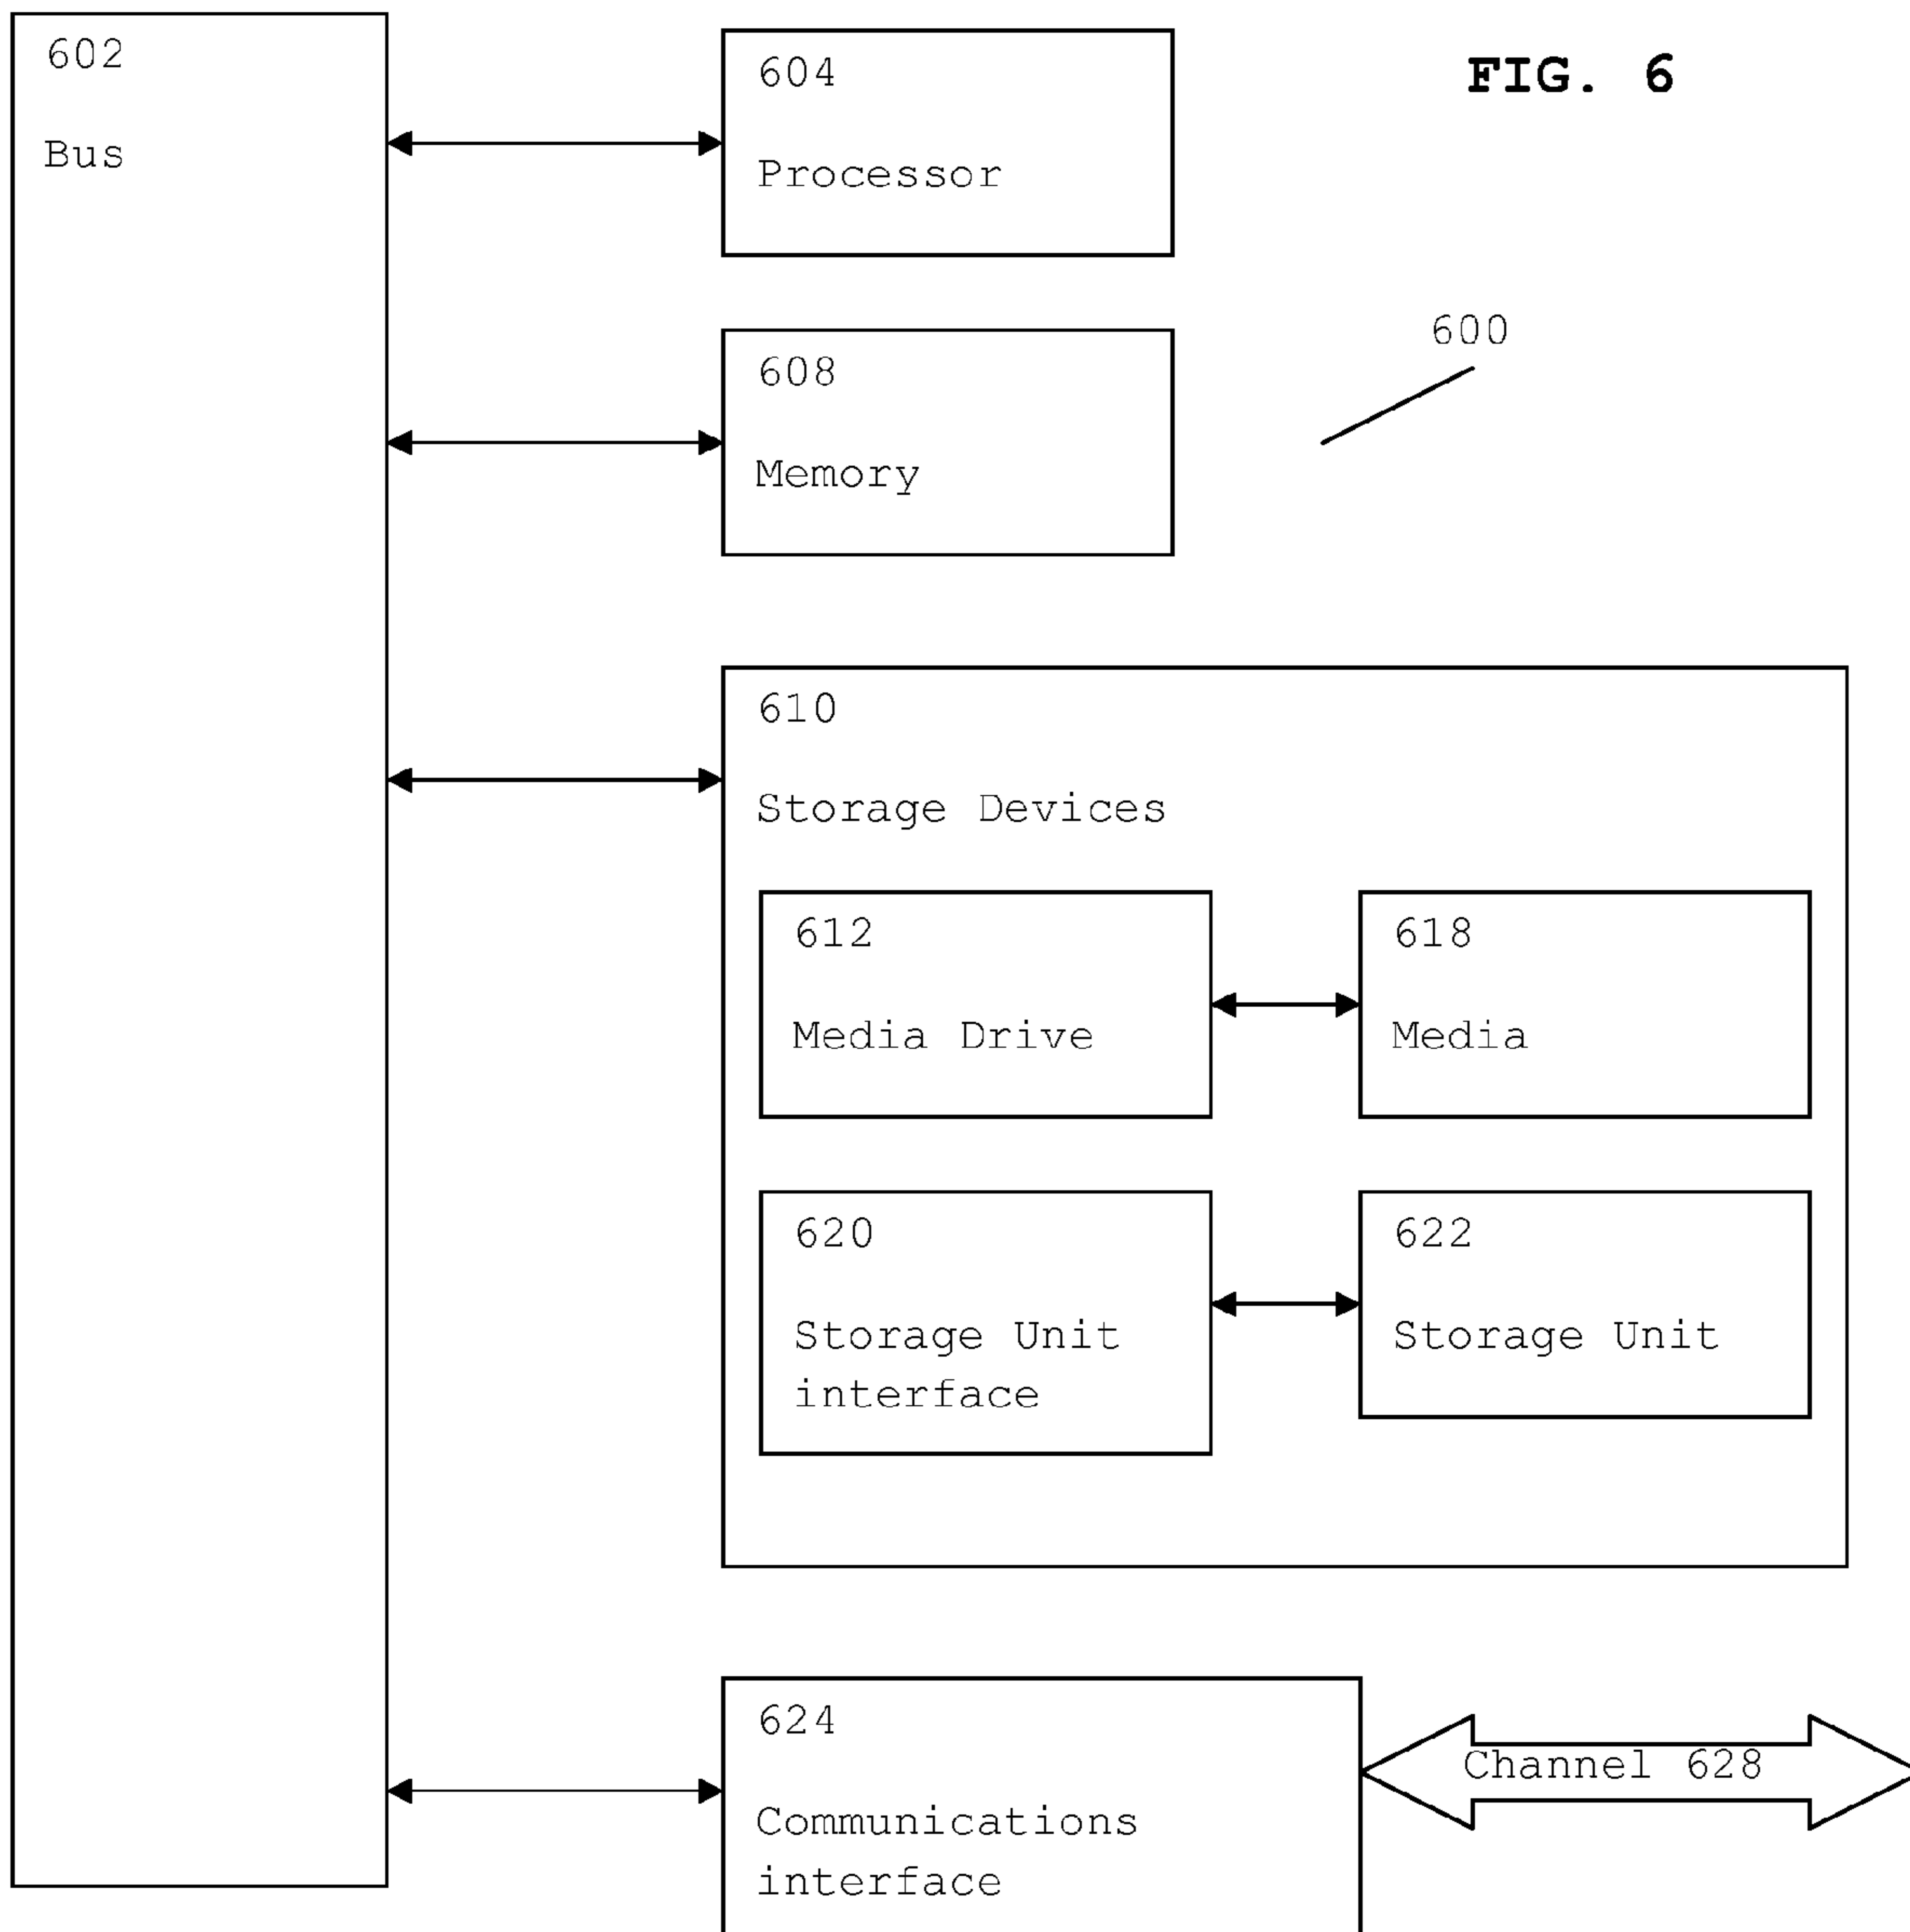 602
Bus
604
Processor
FIG. 6
600
608
Memory
610
Storage Devices
612
Media Drive
618
Media
620
Storage Unit
interface
622
Storage Unit
624
Communications
interface
Channel 628